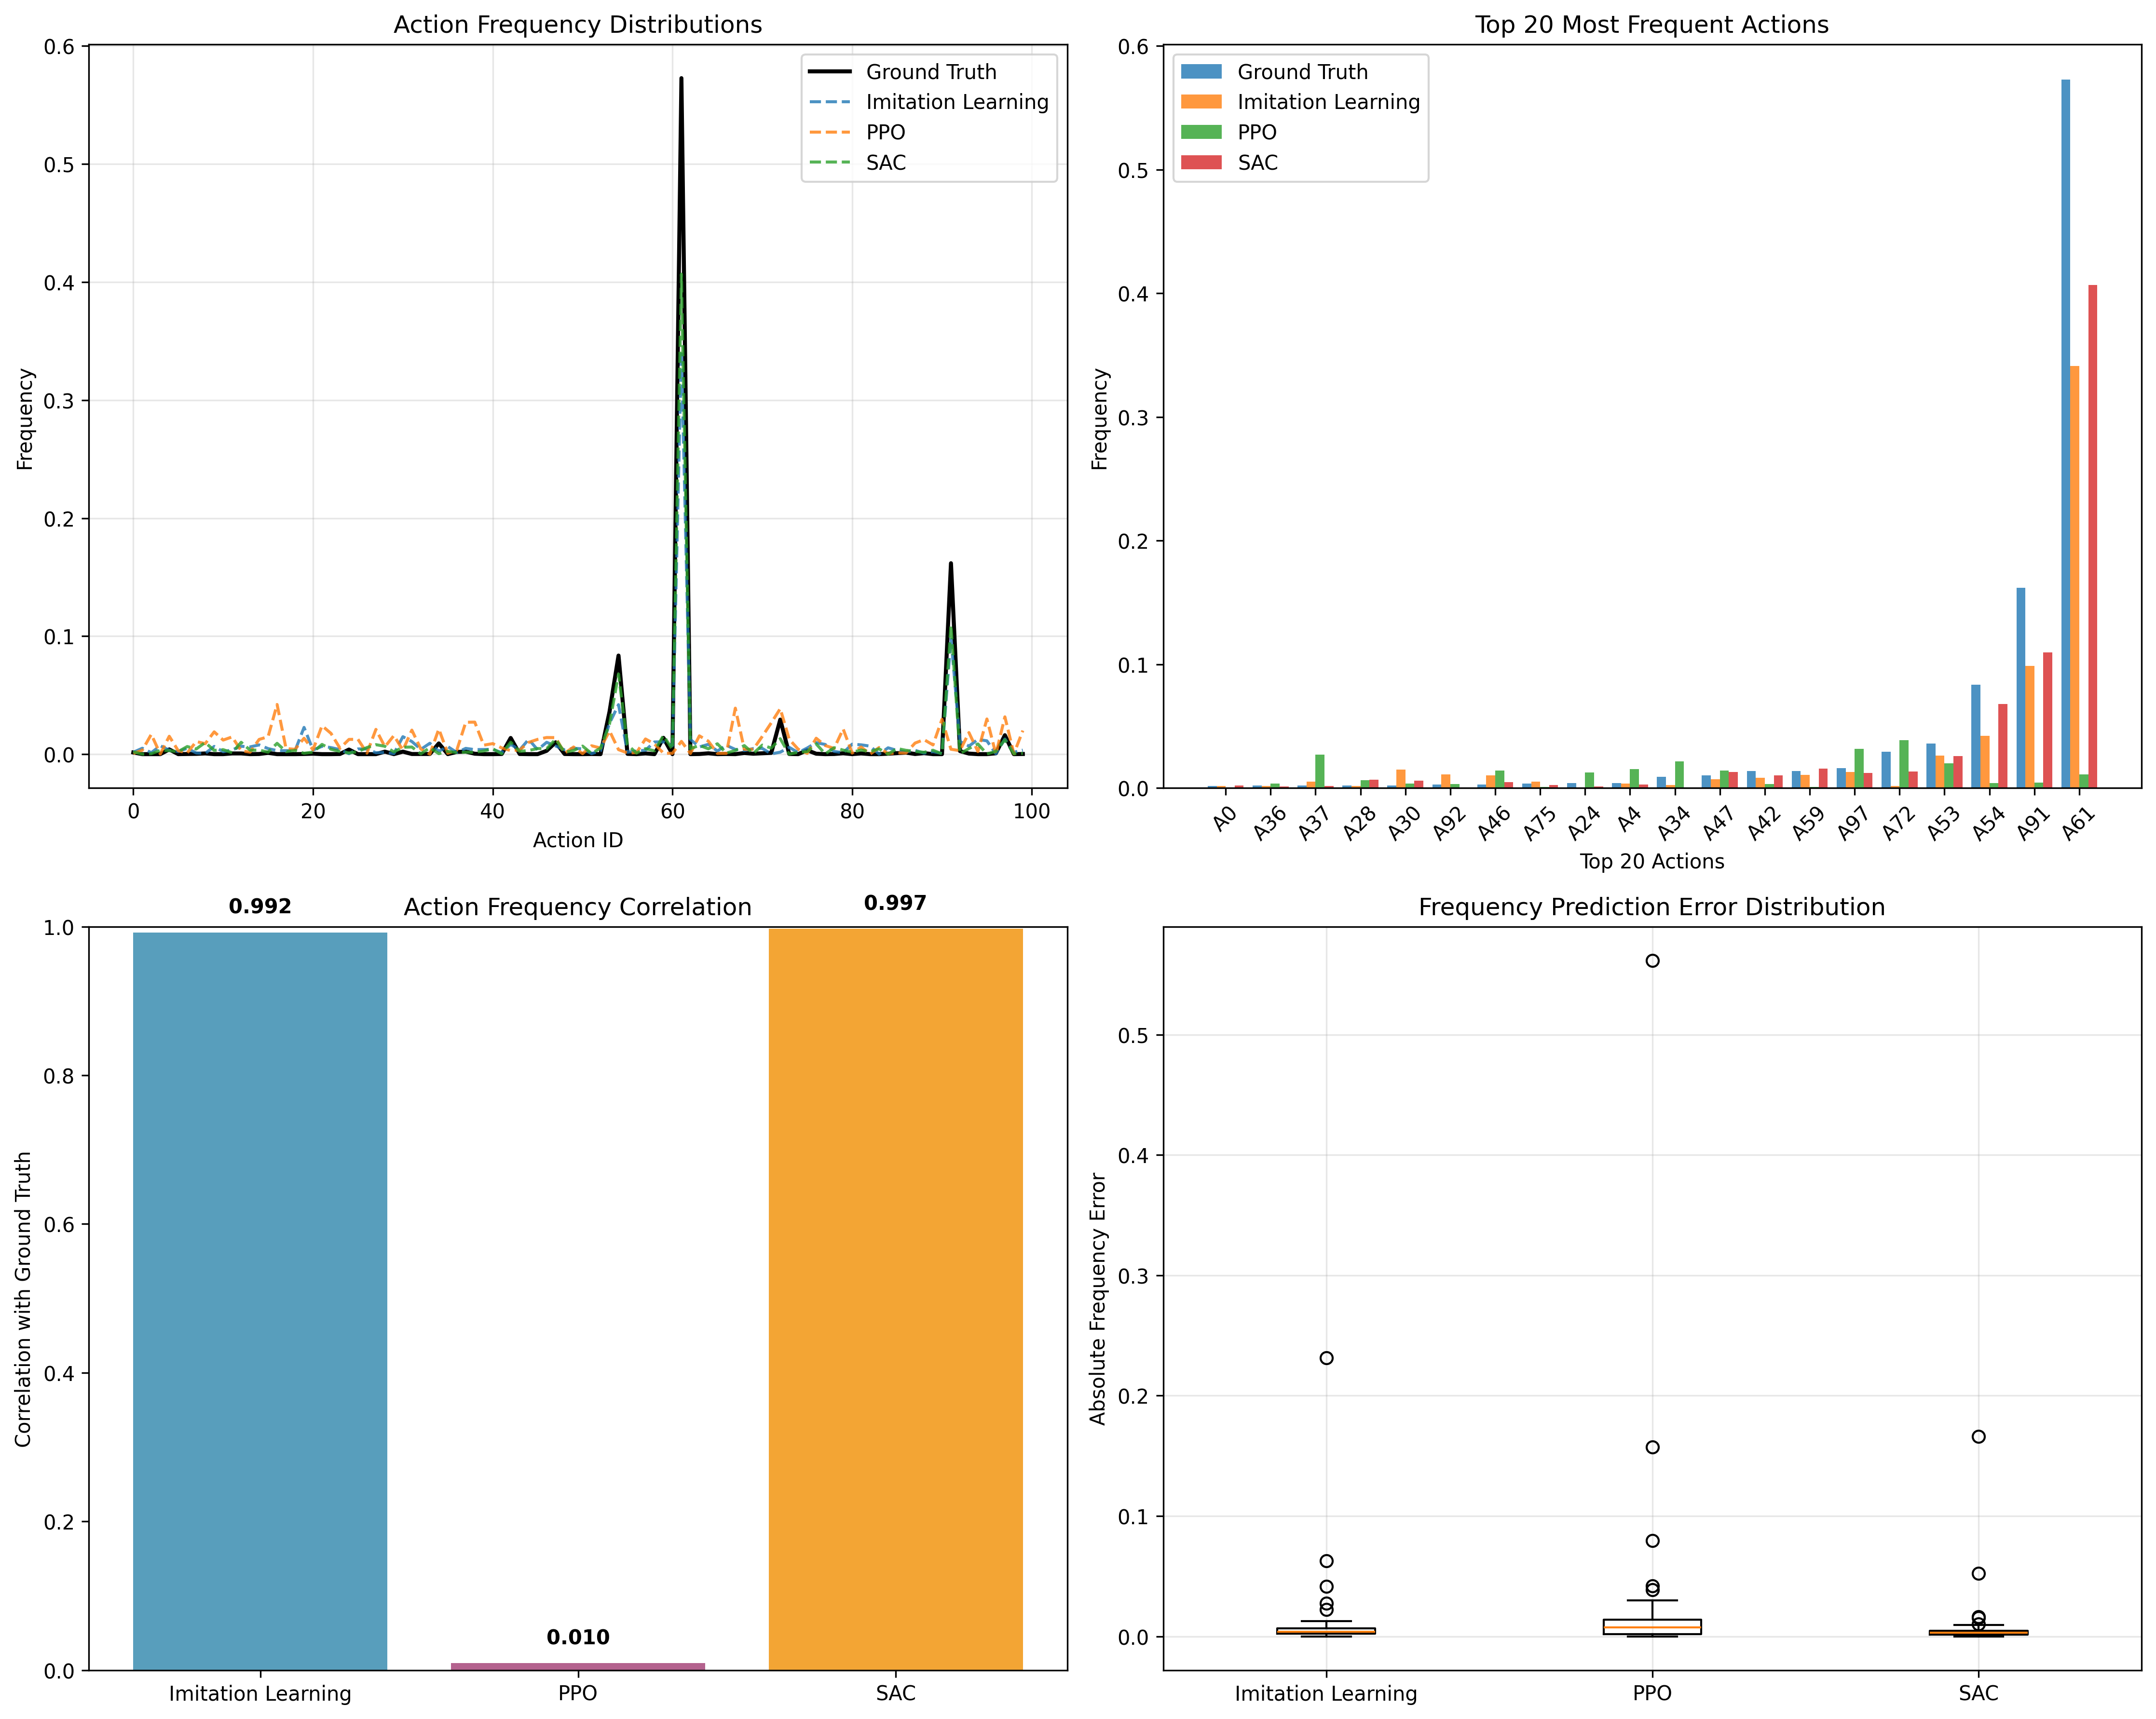 Action Frequency Distributions
Frequency
0.6
0.5
0.4
0.3
0.2
0.1
0.0
Ground Truth
Imitation Learning
PPO
SAC
0 20 40 60 80 100
Action ID
Top 20 Most Frequent Actions
Frequency
0.6
0.5
0.4
0.3
0.2
0.1
0.0
Ground Truth
Imitation Learning
PPO
SAC
A0 A36 A37 A28 A30 A92 A46 A75 A24 A4 A34 A47 A42 A59 A97 A72 A53 A54 A91 A61
Top 20 Actions
Action Frequency Correlation
Correlation with Ground Truth
1.0
0.8
0.6
0.4
0.2
0.0
0.992
0.010
0.997
Imitation Learning PPO SAC
Frequency Prediction Error Distribution
Absolute Frequency Error
0.5
0.4
0.3
0.2
0.1
0.0
Imitation Learning PPO SAC